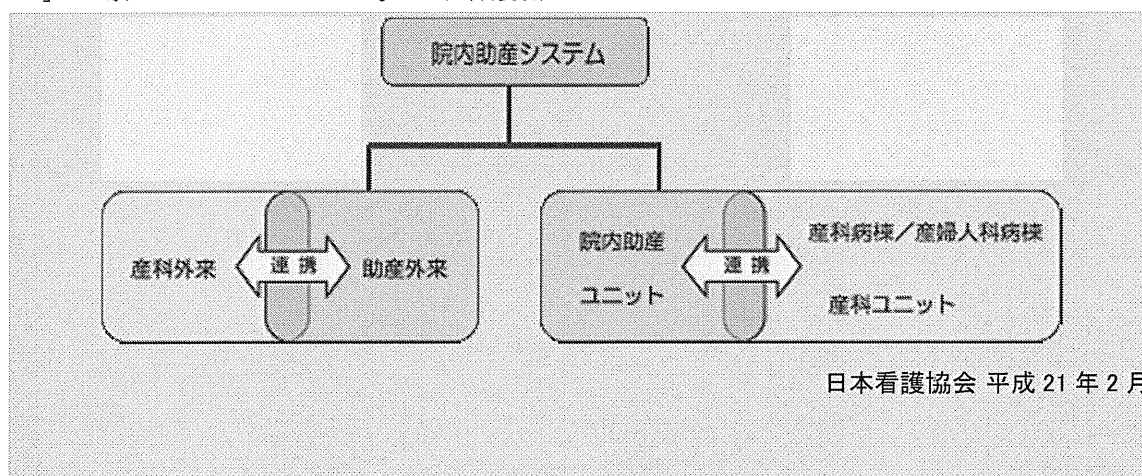 院内助産システム
産科外来
連携
助産外来
院内助産
ユニット
連携
産科病棟／産婦人科病棟
産科ユニット
日本看護協会 平成 21 年 2 月